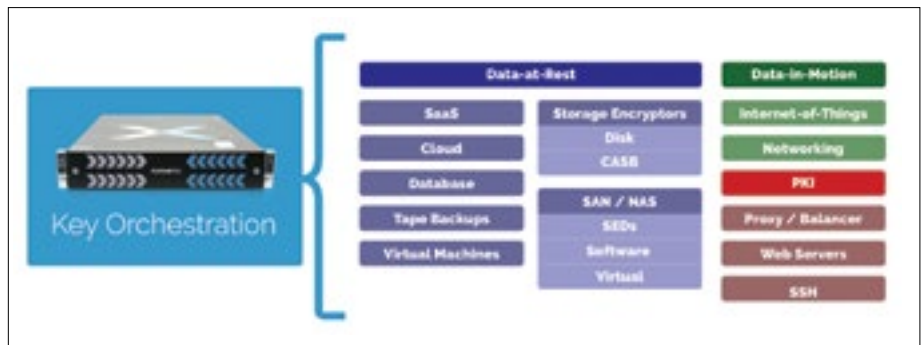 Key Orchestration
Data-at-Rest
SaaS
Cloud
Database
Tape Backups
Virtual Machines
Storage Encryptors
Disk
CASB
SAN / NAS
SEDs
Software
Virtual
Data-in-Motion
Internet-of-Things
Networking
PKI
Proxy / Balancer
Web Servers
SSH